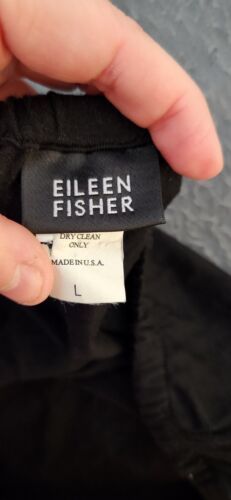 EILEEN
FISHER
DRY CLEAN
ONLY
MADE IN U.S.A.
L